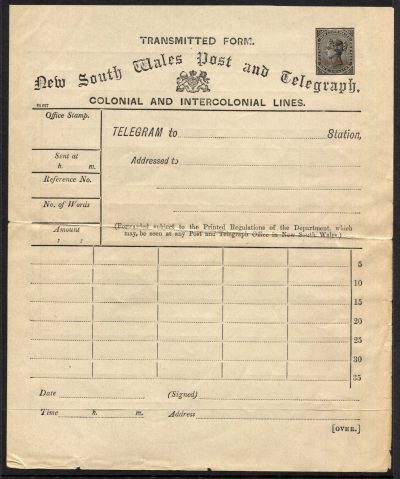 TRANSMITTED FORM.
New South Wales Post and Telegraph.
COLONIAL AND INTERCOLONIAL LINES.
Office Stamp.
TELEGRAM to Station,
Sent at
h. m.
Addressed to
Reference No.
No. of Words
(Forwarded subject to the Printed Regulations of the Department, which
may be seen at any Post and Telegraph Office in New South Wales.)
Amount
5
10
15
20
25
30
35
Date (Signed)
Time h. m. Address
[OVER.]